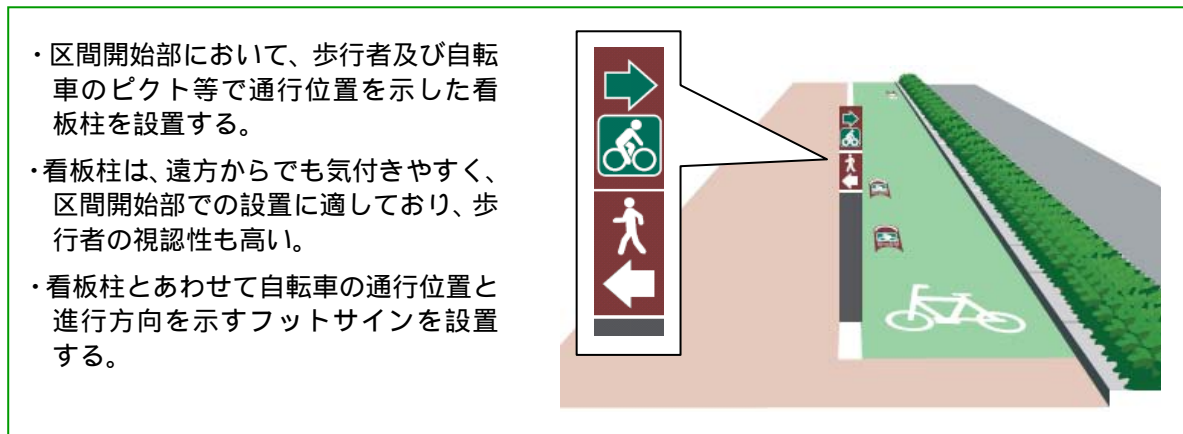 ・区間開始部において、歩行者及び自転
車のピクト等で通行位置を示した看
板柱を設置する。
・看板柱は、遠方からでも気付きやすく、
区間開始部での設置に適しており、歩
行者の視認性も高い。
・看板柱とあわせて自転車の通行位置と
進行方向を示すフットサインを設置
する。